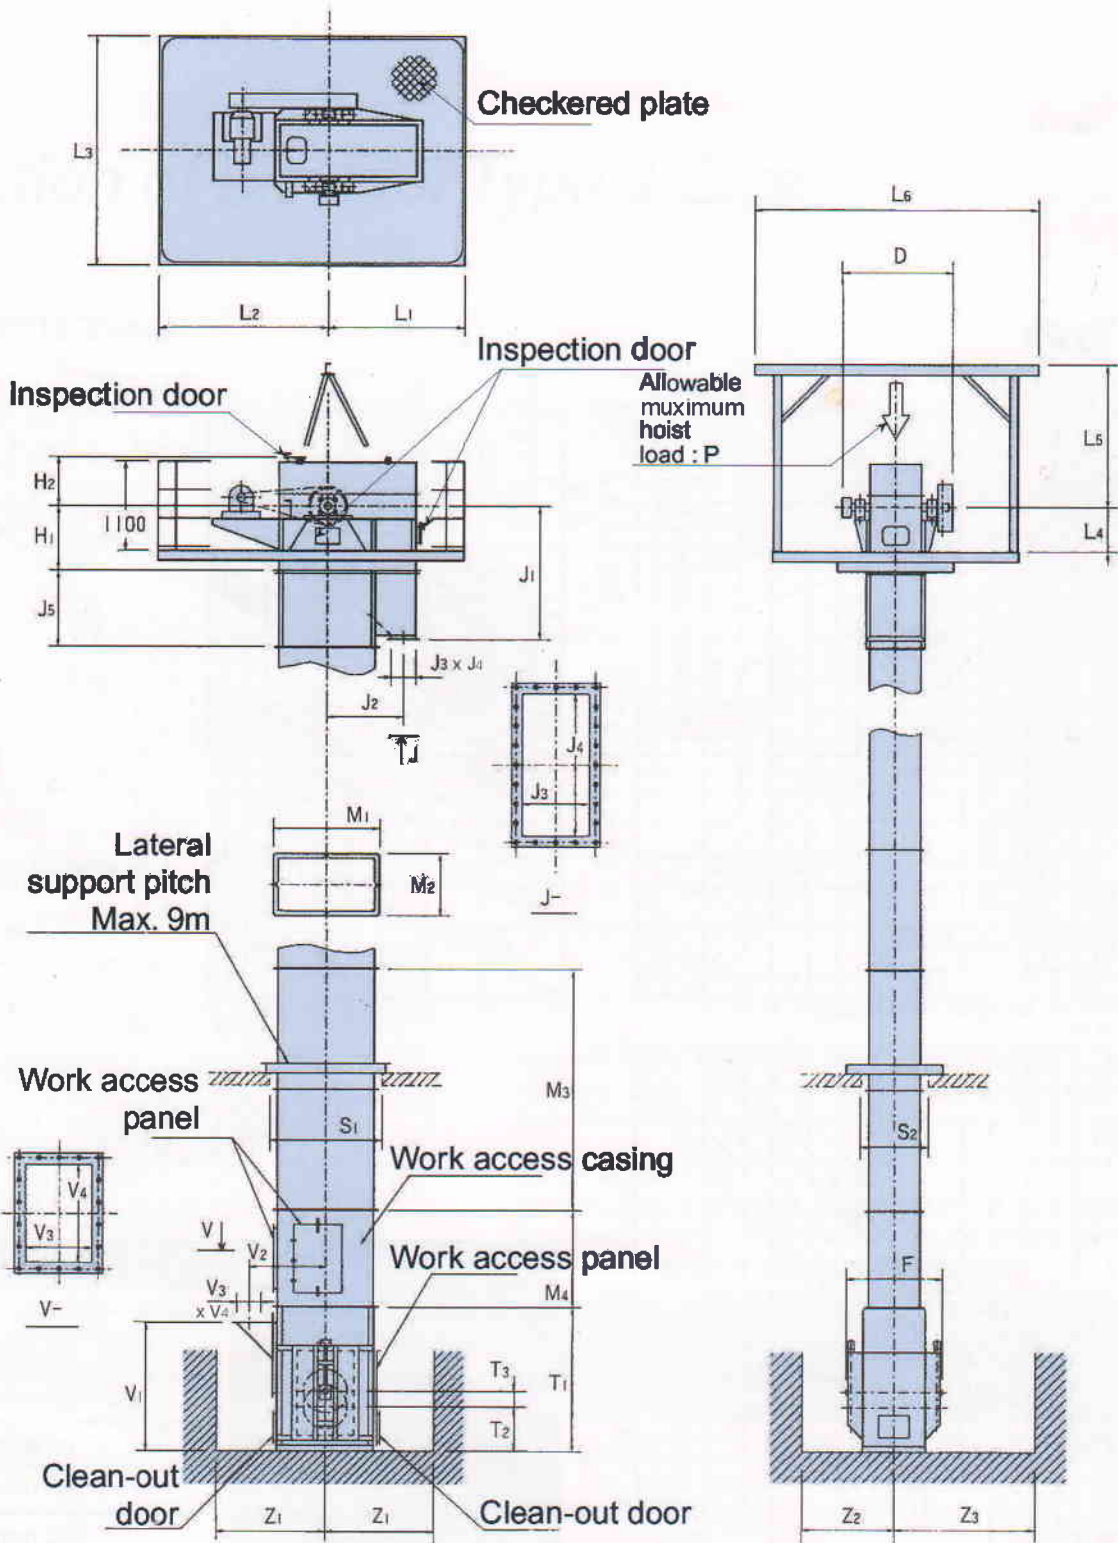 Checkered plate
L3
L2
L1
L6
D
Inspection door
Inspection door
Allowable
muximum
hoist
load : P
L5
L4
H2
H1
1100
J5
J1
J3 x J4
J2
J
J4
J3
J-
M1
M2
Lateral
support pitch
Max. 9m
Work access
panel
S1
M3
S2
Work access casing
V4
V3
V-
V
V2
V3
x V4
Work access panel
M4
F
V1
T3
T1
T2
Clean-out
door
Z1
Z1
Clean-out door
Z2
Z3